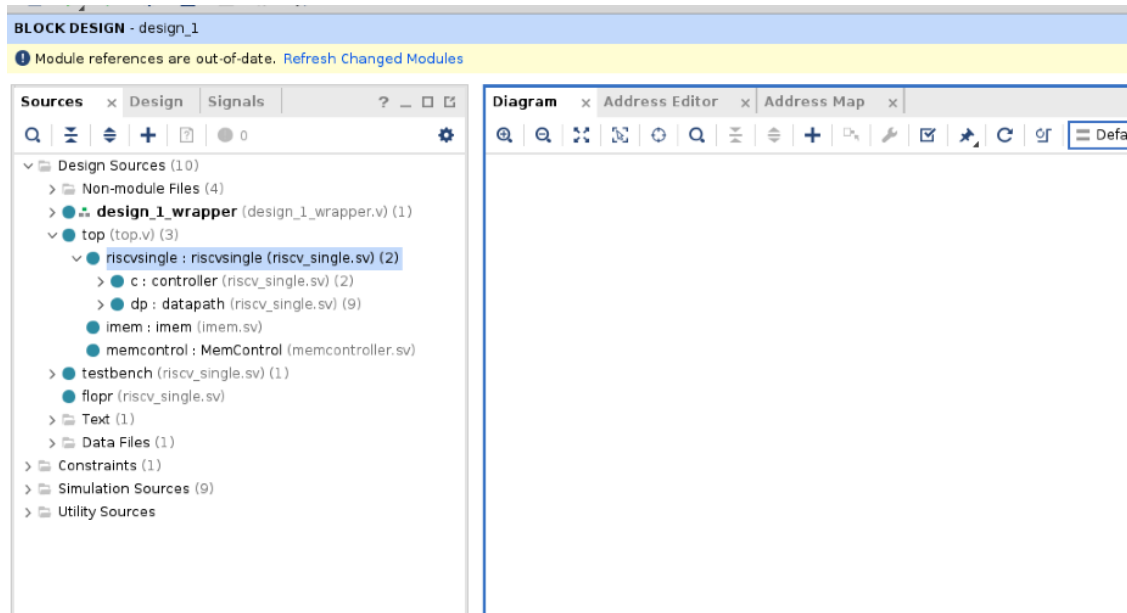 BLOCK DESIGN - design_1
Module references are out-of-date. Refresh Changed Modules
Sources Design Signals
0
Design Sources (10)
Non-module Files (4)
design_1_wrapper (design_1_wrapper.v) (1)
top (top.v) (3)
riscvsingle : riscvsingle (riscv_single.sv) (2)
c : controller (riscv_single.sv) (2)
dp : datapath (riscv_single.sv) (9)
imem : imem (imem.sv)
memcontrol : MemControl (memcontroller.sv)
testbench (riscv_single.sv) (1)
flopr (riscv_single.sv)
Text (1)
Data Files (1)
Constraints (1)
Simulation Sources (9)
Utility Sources
Diagram Address Editor Address Map
Defa